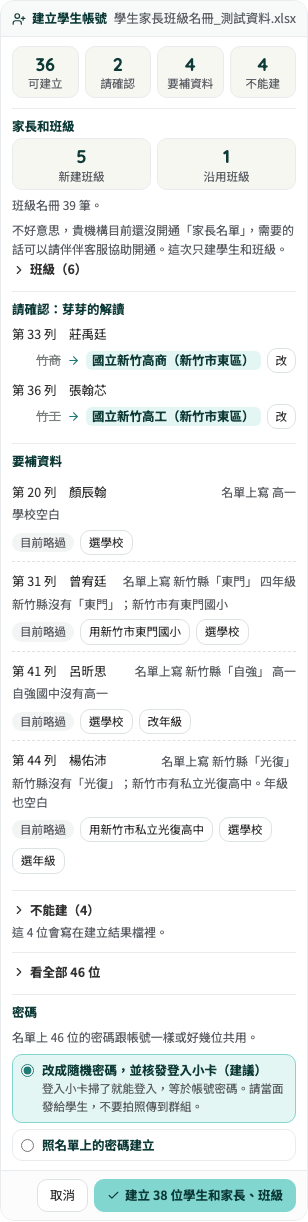 建立學生帳號 學生家長班級名冊_測試資料.xlsx
36 2 4 4
可建立 請確認 要補資料 不能建
家長和班級
5 1
新建班級 沿用班級
班級名冊 39 筆。
不好意思，貴機構目前還沒開通「家長名單」，需要的
話可以請伴伴客服協助開通。這次只建學生和班級。
班級（6）
請確認：芽芽的解讀
第 33 列 莊禹廷
竹商 → 國立新竹高商（新竹市東區） 改
第 36 列 張翰芯
竹工 → 國立新竹高工（新竹市東區） 改
要補資料
第 20 列 顏辰翰 名單上寫 高一
學校空白
目前略過 選學校
第 31 列 曾宥廷 名單上寫 新竹縣「東門」 四年級
新竹縣沒有「東門」；新竹市有東門國小
目前略過 用新竹市東門國小 選學校
第 41 列 呂昕思 名單上寫 新竹縣「自強」 高一
自強國中沒有高一
目前略過 選學校 改年級
第 44 列 楊佑沛 名單上寫 新竹縣「光復」
新竹縣沒有「光復」；新竹市有私立光復高中。年級
也空白
目前略過 用新竹市私立光復高中 選學校
選年級
不能建（4）
這 4 位會寫在建立結果檔裡。
看全部 46 位
密碼
名單上 46 位的密碼跟帳號一樣或好幾位共用。
改成隨機密碼，並核發登入小卡（建議）
登入小卡掃了就能登入，等於帳號密碼。請當面
發給學生，不要拍照傳到群組。
照名單上的密碼建立
取消 建立 38 位學生和家長、班級